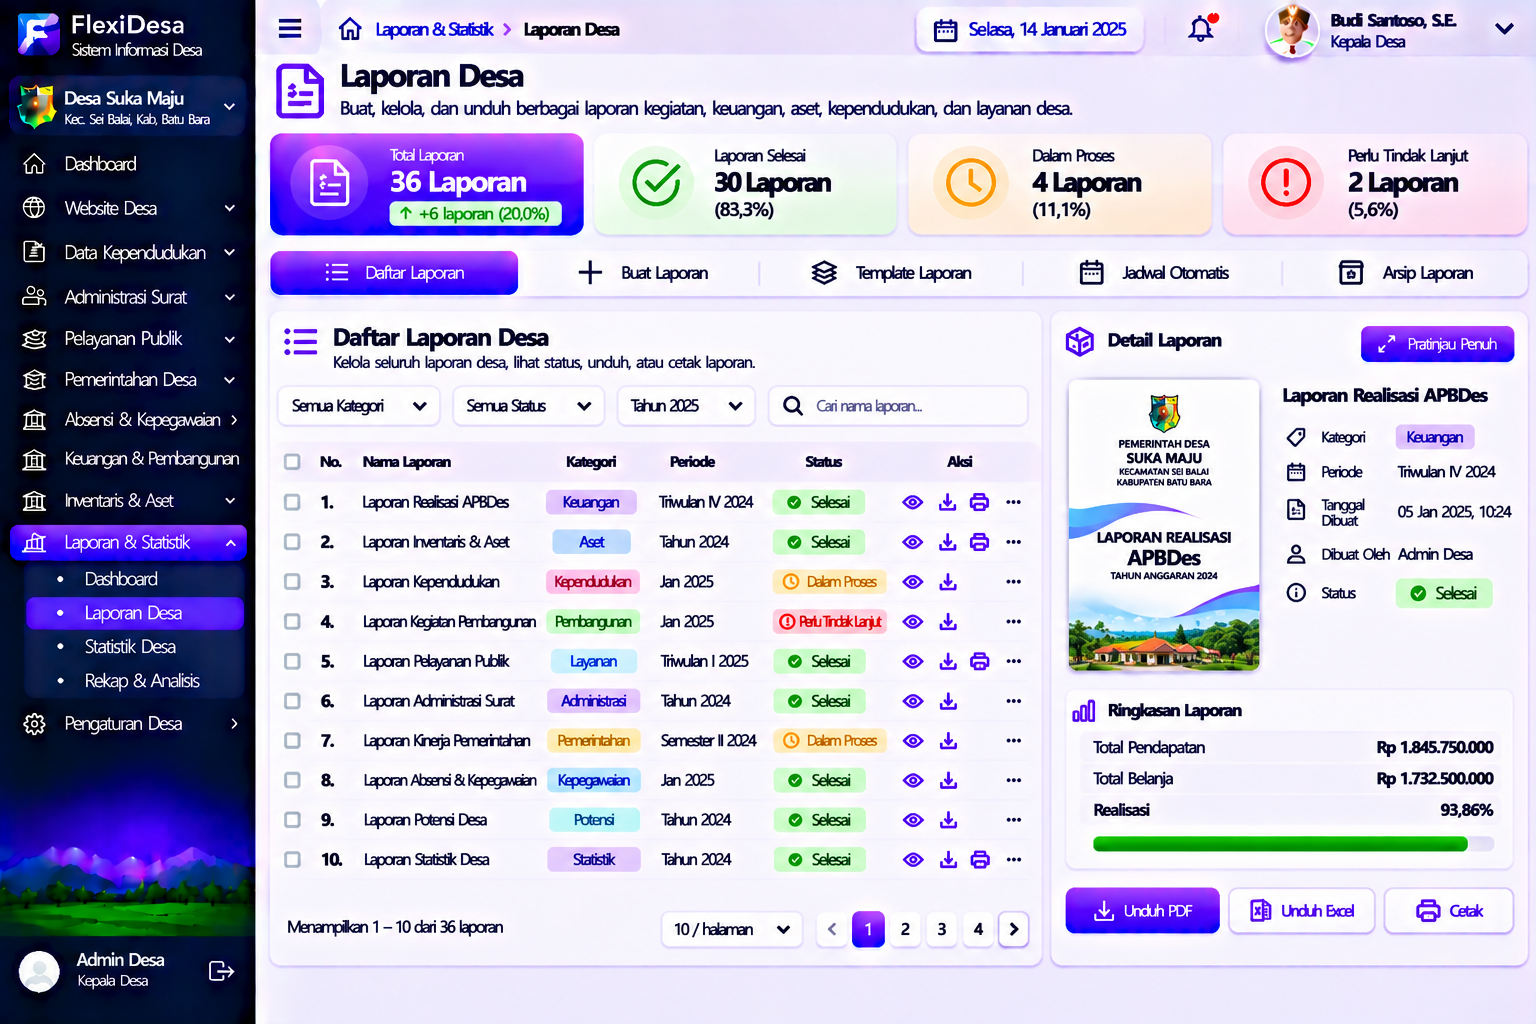 FlexiDesa
Sistem Informasi Desa
Desa Suka Maju
Kec. Sei Balai, Kab, Batu Bara
Dashboard
Website Desa
Data Kependudukan
Administrasi Surat
Pelayanan Publik
Pemerintahan Desa
Absensi & Kepegawaian
Keuangan & Pembangunan
Inventaris & Aset
Laporan & Statistik
Dashboard
Laporan Desa
Statistik Desa
Rekap & Analisis
Pengaturan Desa
Admin Desa
Kepala Desa
Laporan & Statistik > Laporan Desa
Selasa, 14 Januari 2025
Budi Santoso, S.E.
Kepala Desa
Laporan Desa
Buat, kelola, dan unduh berbagai laporan kegiatan, keuangan, aset, kependudukan, dan layanan desa.
Total Laporan
36 Laporan
↑ +6 laporan (20,0%)
Laporan Selesai
30 Laporan
(83,3%)
Dalam Proses
4 Laporan
(11,1%)
Perlu Tindak Lanjut
2 Laporan
(5,6%)
Daftar Laporan
Buat Laporan
Template Laporan
Jadwal Otomatis
Arsip Laporan
Daftar Laporan Desa
Kelola seluruh laporan desa, lihat status, unduh, atau cetak laporan.
Semua Kategori
Semua Status
Tahun 2025
Cari nama laporan...
No. Nama Laporan Kategori Periode Status Aksi
1. Laporan Realisasi APBDes Keuangan Triwulan IV 2024 Selesai
2. Laporan Inventaris & Aset Aset Tahun 2024 Selesai
3. Laporan Kependudukan Kependudukan Jan 2025 Dalam Proses
4. Laporan Kegiatan Pembangunan Pembangunan Jan 2025 Perlu Tindak Lanjut
5. Laporan Pelayanan Publik Layanan Triwulan I 2025 Selesai
6. Laporan Administrasi Surat Administrasi Tahun 2024 Selesai
7. Laporan Kinerja Pemerintahan Pemerintahan Semester II 2024 Dalam Proses
8. Laporan Absensi & Kepegawaian Kepegawaian Jan 2025 Selesai
9. Laporan Potensi Desa Potensi Tahun 2024 Selesai
10. Laporan Statistik Desa Statistik Tahun 2024 Selesai
Menampilkan 1 – 10 dari 36 laporan
10 / halaman
1 2 3 4
Detail Laporan
Pratinjau Penuh
PEMERINTAH DESA
SUKA MAJU
KECAMATAN SEI BALAI
KABUPATEN BATU BARA
LAPORAN REALISASI
APBDes
TAHUN ANGGARAN 2024
Laporan Realisasi APBDes
Kategori Keuangan
Periode Triwulan IV 2024
Tanggal Dibuat 05 Jan 2025, 10:24
Dibuat Oleh Admin Desa
Status Selesai
Ringkasan Laporan
Total Pendapatan Rp 1.845.750.000
Total Belanja Rp 1.732.500.000
Realisasi 93,86%
Unduh PDF
Unduh Excel
Cetak